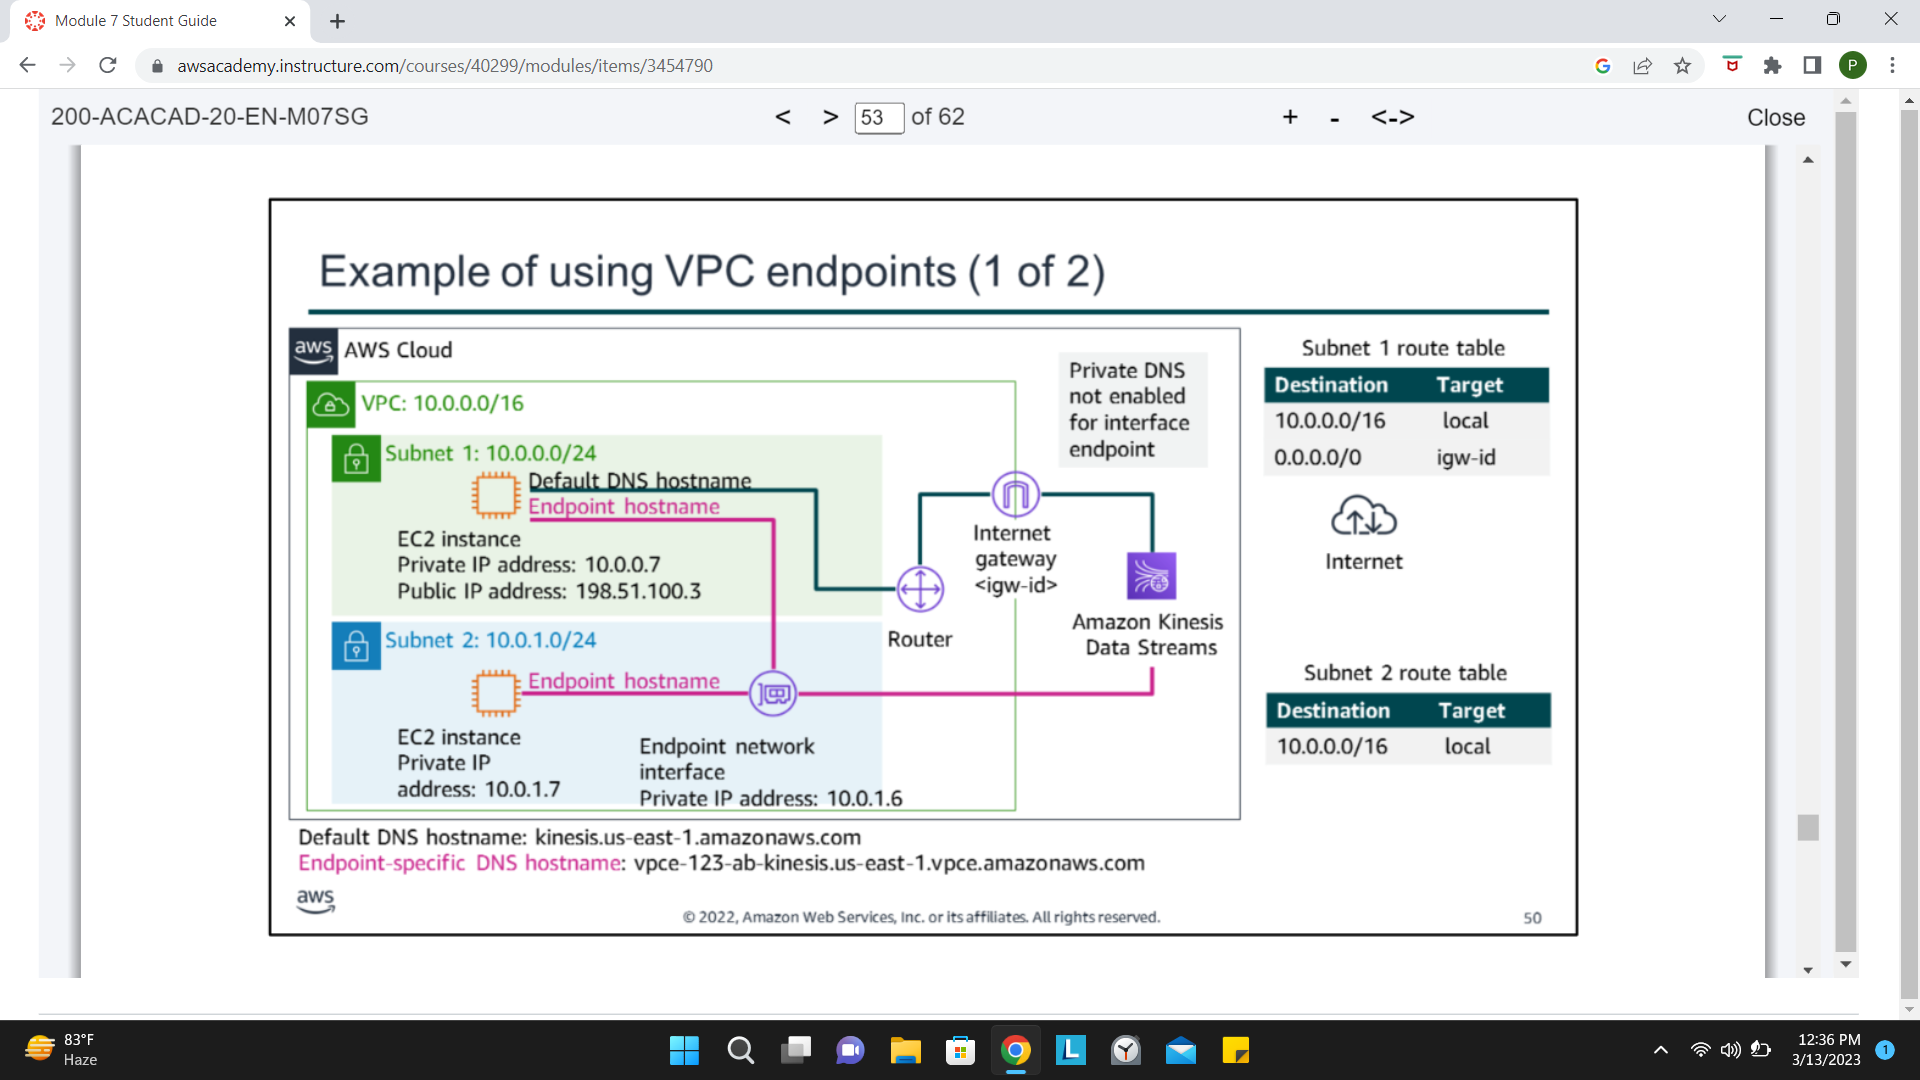 Module 7 Student Guide
awsacademy.instructure.com/courses/40299/modules/items/3454790
P
200-ACACAD-20-EN-M07SG
< > 53 of 62
+ - <-> Close
Example of using VPC endpoints (1 of 2)
aws AWS Cloud
VPC: 10.0.0.0/16
Subnet 1: 10.0.0.0/24
Default DNS hostname
Endpoint hostname
EC2 instance
Private IP address: 10.0.0.7
Public IP address: 198.51.100.3
Subnet 2: 10.0.1.0/24
Endpoint hostname
EC2 instance
Private IP
address: 10.0.1.7
Endpoint network
interface
Private IP address: 10.0.1.6
Router
Internet
gateway
<igw-id>
Private DNS
not enabled
for interface
endpoint
Amazon Kinesis
Data Streams
Subnet 1 route table
Destination Target
10.0.0.0/16 local
0.0.0.0/0 igw-id
Internet
Subnet 2 route table
Destination Target
10.0.0.0/16 local
Default DNS hostname: kinesis.us-east-1.amazonaws.com
Endpoint-specific DNS hostname: vpce-123-ab-kinesis.us-east-1.vpce.amazonaws.com
aws
© 2022, Amazon Web Services, Inc. or its affiliates. All rights reserved.
50
83°F
Haze
L
12:36 PM
3/13/2023
1